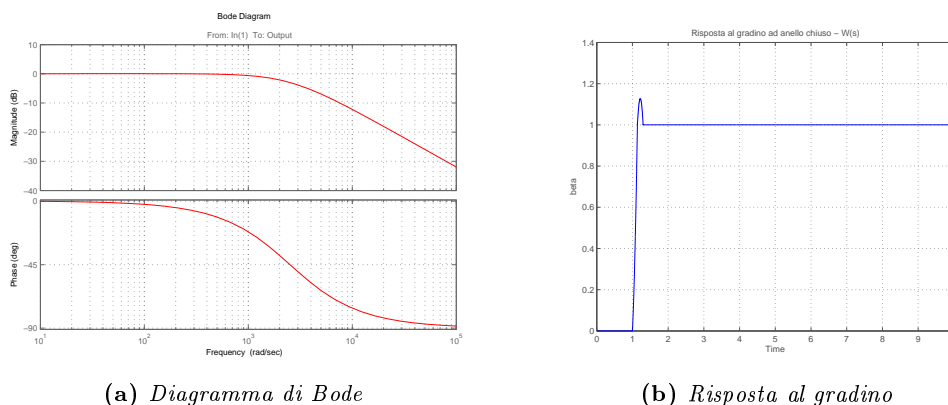 Bode Diagram
From: In(1) To: Output
Magnitude (dB)
10
0
−10
−20
−30
−40
Phase (deg)
0
−45
−90
10^1
10^2
10^3
10^4
10^5
Frequency (rad/sec)
(a) Diagramma di Bode
Risposta al gradino ad anello chiuso − W(s)
beta
1.4
1.2
1
0.8
0.6
0.4
0.2
0
0 1 2 3 4 5 6 7 8 9
Time
(b) Risposta al gradino